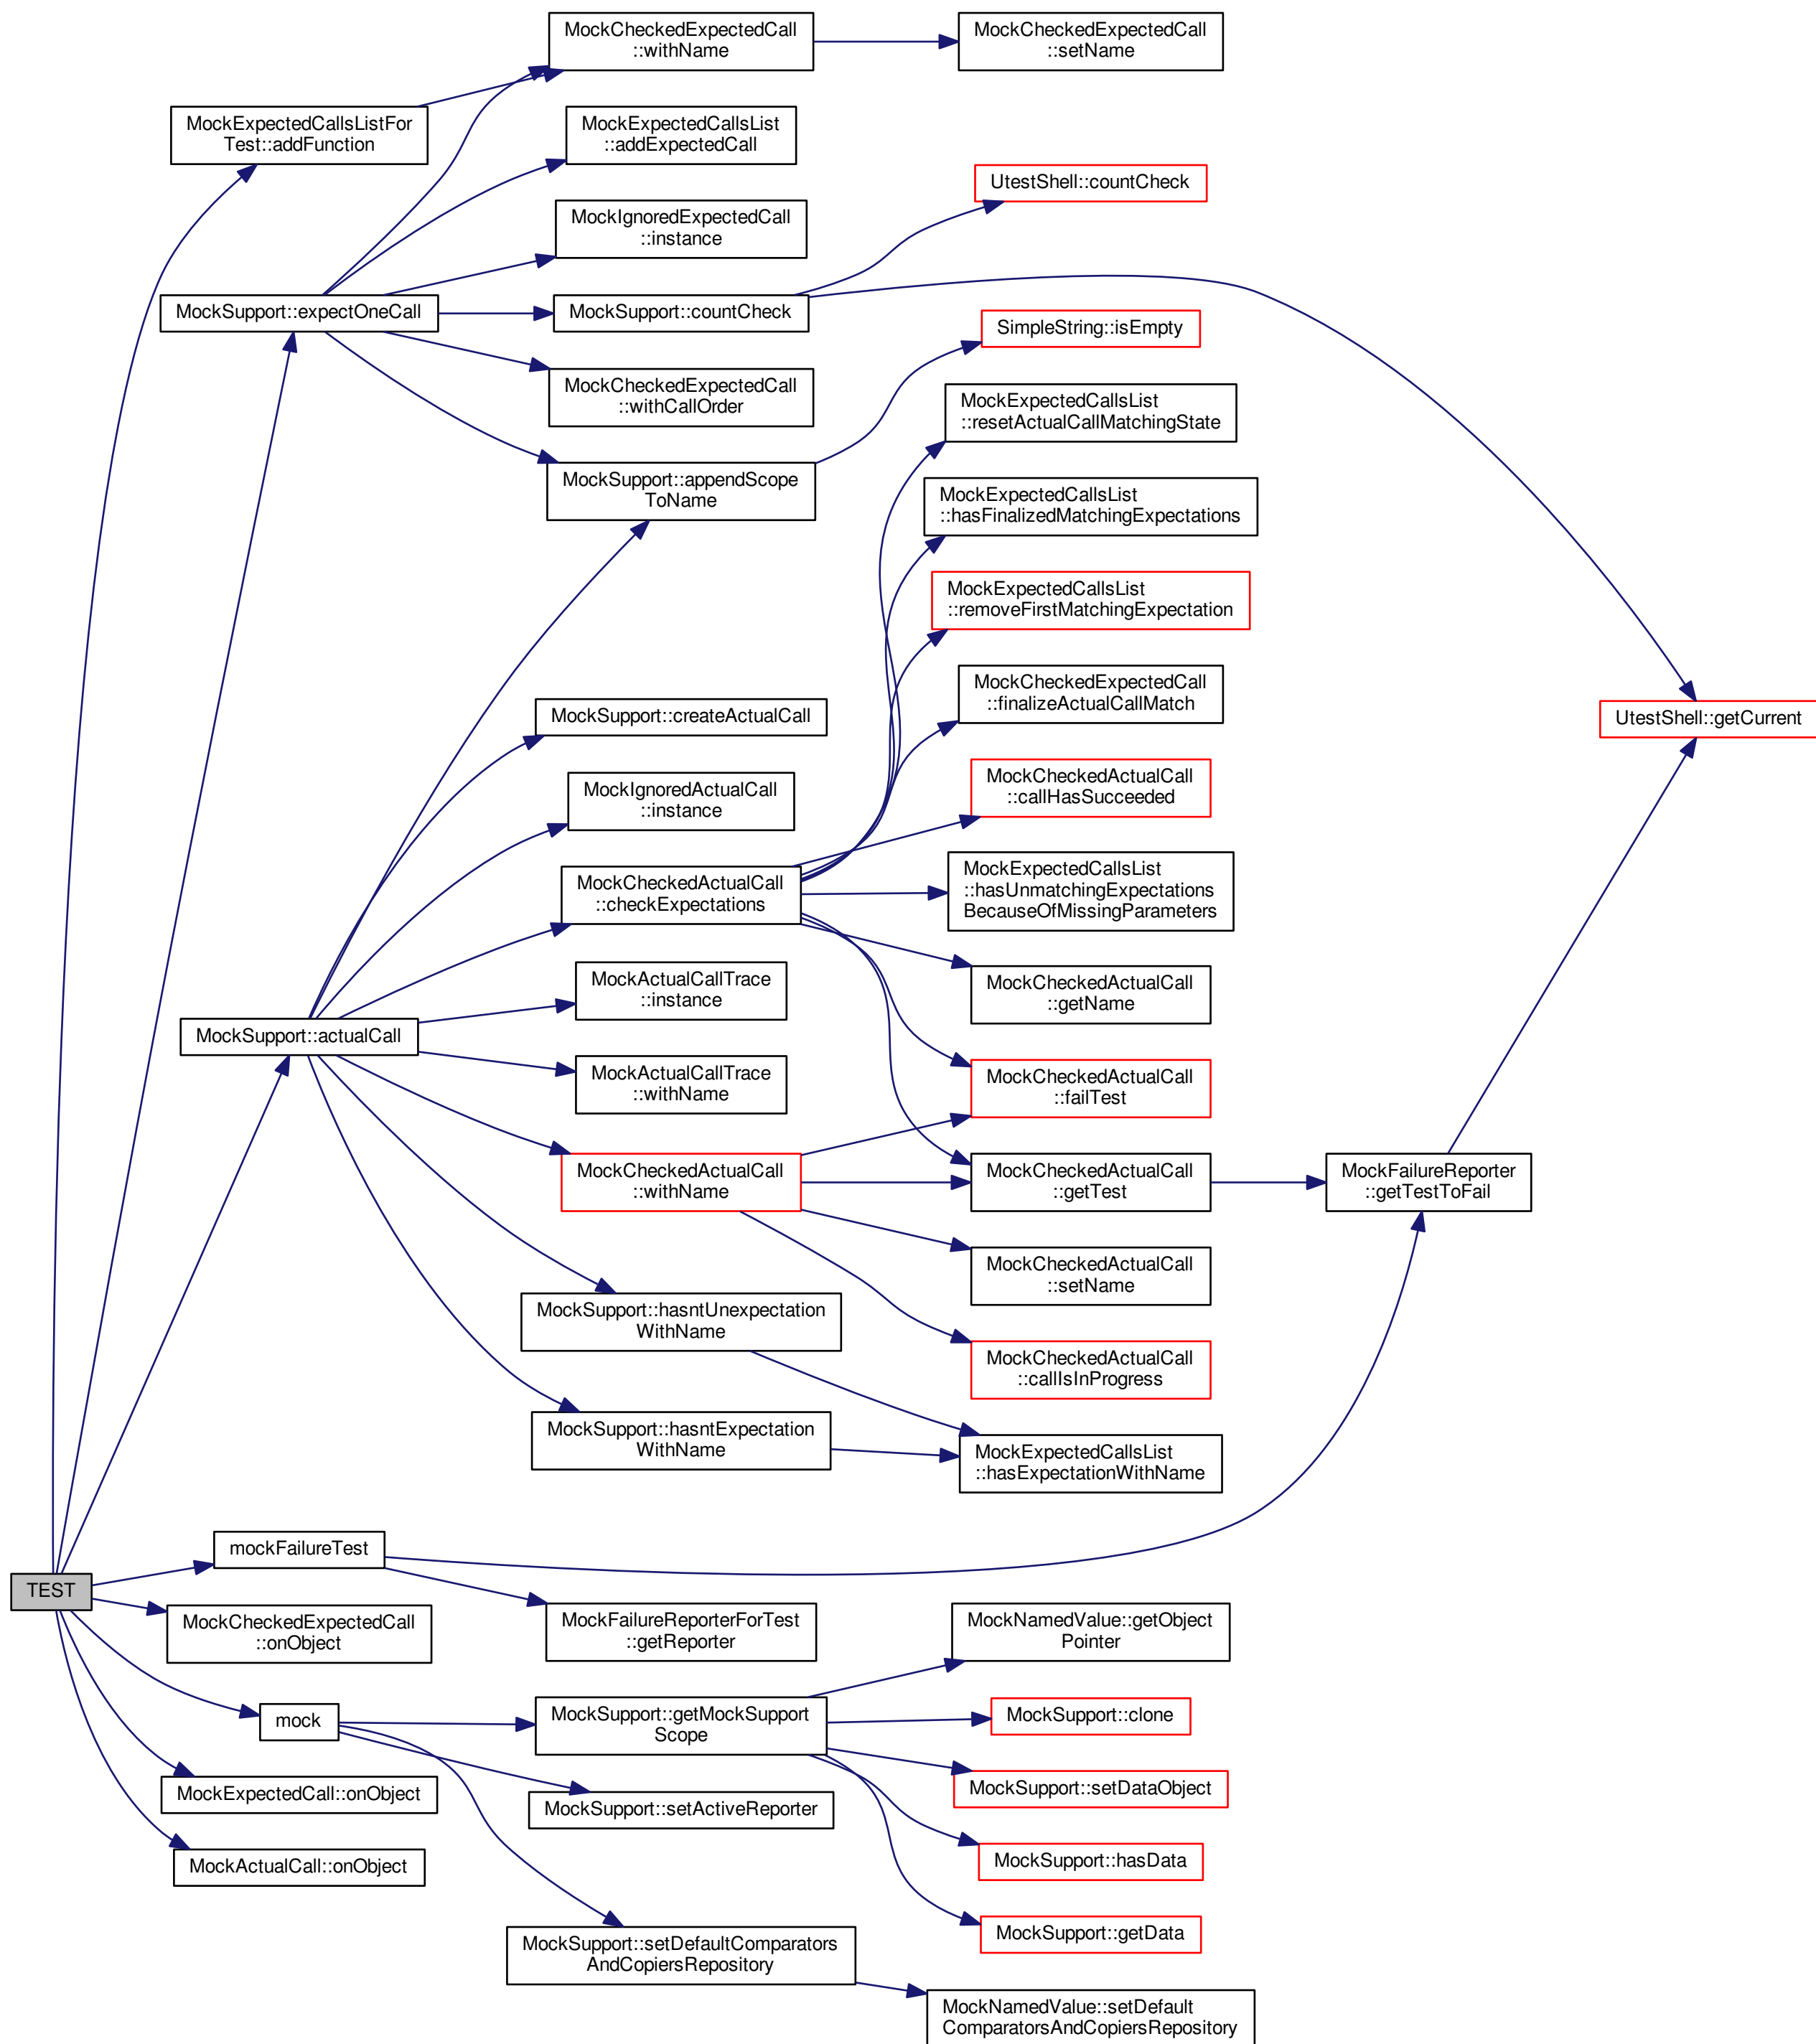 MockCheckedExpectedCall
::withName
MockCheckedExpectedCall
::setName
MockExpectedCallsListFor
Test::addFunction
MockExpectedCallsList
::addExpectedCall
UtestShell::countCheck
MockIgnoredExpectedCall
::instance
MockSupport::expectOneCall
MockSupport::countCheck
SimpleString::isEmpty
MockCheckedExpectedCall
::withCallOrder
MockExpectedCallsList
::resetActualCallMatchingState
MockSupport::appendScope
ToName
MockExpectedCallsList
::hasFinalizedMatchingExpectations
MockExpectedCallsList
::removeFirstMatchingExpectation
MockSupport::createActualCall
MockCheckedExpectedCall
::finalizeActualCallMatch
UtestShell::getCurrent
MockIgnoredActualCall
::instance
MockCheckedActualCall
::callHasSucceeded
MockCheckedActualCall
::checkExpectations
MockExpectedCallsList
::hasUnmatchingExpectations
BecauseOfMissingParameters
MockActualCallTrace
::instance
MockCheckedActualCall
::getName
MockSupport::actualCall
MockActualCallTrace
::withName
MockCheckedActualCall
::failTest
MockCheckedActualCall
::withName
MockCheckedActualCall
::getTest
MockFailureReporter
::getTestToFail
MockCheckedActualCall
::setName
MockSupport::hasntUnexpectation
WithName
MockCheckedActualCall
::callIsInProgress
MockSupport::hasntExpectation
WithName
MockExpectedCallsList
::hasExpectationWithName
mockFailureTest
TEST
MockCheckedExpectedCall
::onObject
MockFailureReporterForTest
::getReporter
MockNamedValue::getObject
Pointer
mock
MockSupport::getMockSupport
Scope
MockSupport::clone
MockExpectedCall::onObject
MockSupport::setActiveReporter
MockSupport::setDataObject
MockActualCall::onObject
MockSupport::hasData
MockSupport::getData
MockSupport::setDefaultComparators
AndCopiersRepository
MockNamedValue::setDefault
ComparatorsAndCopiersRepository